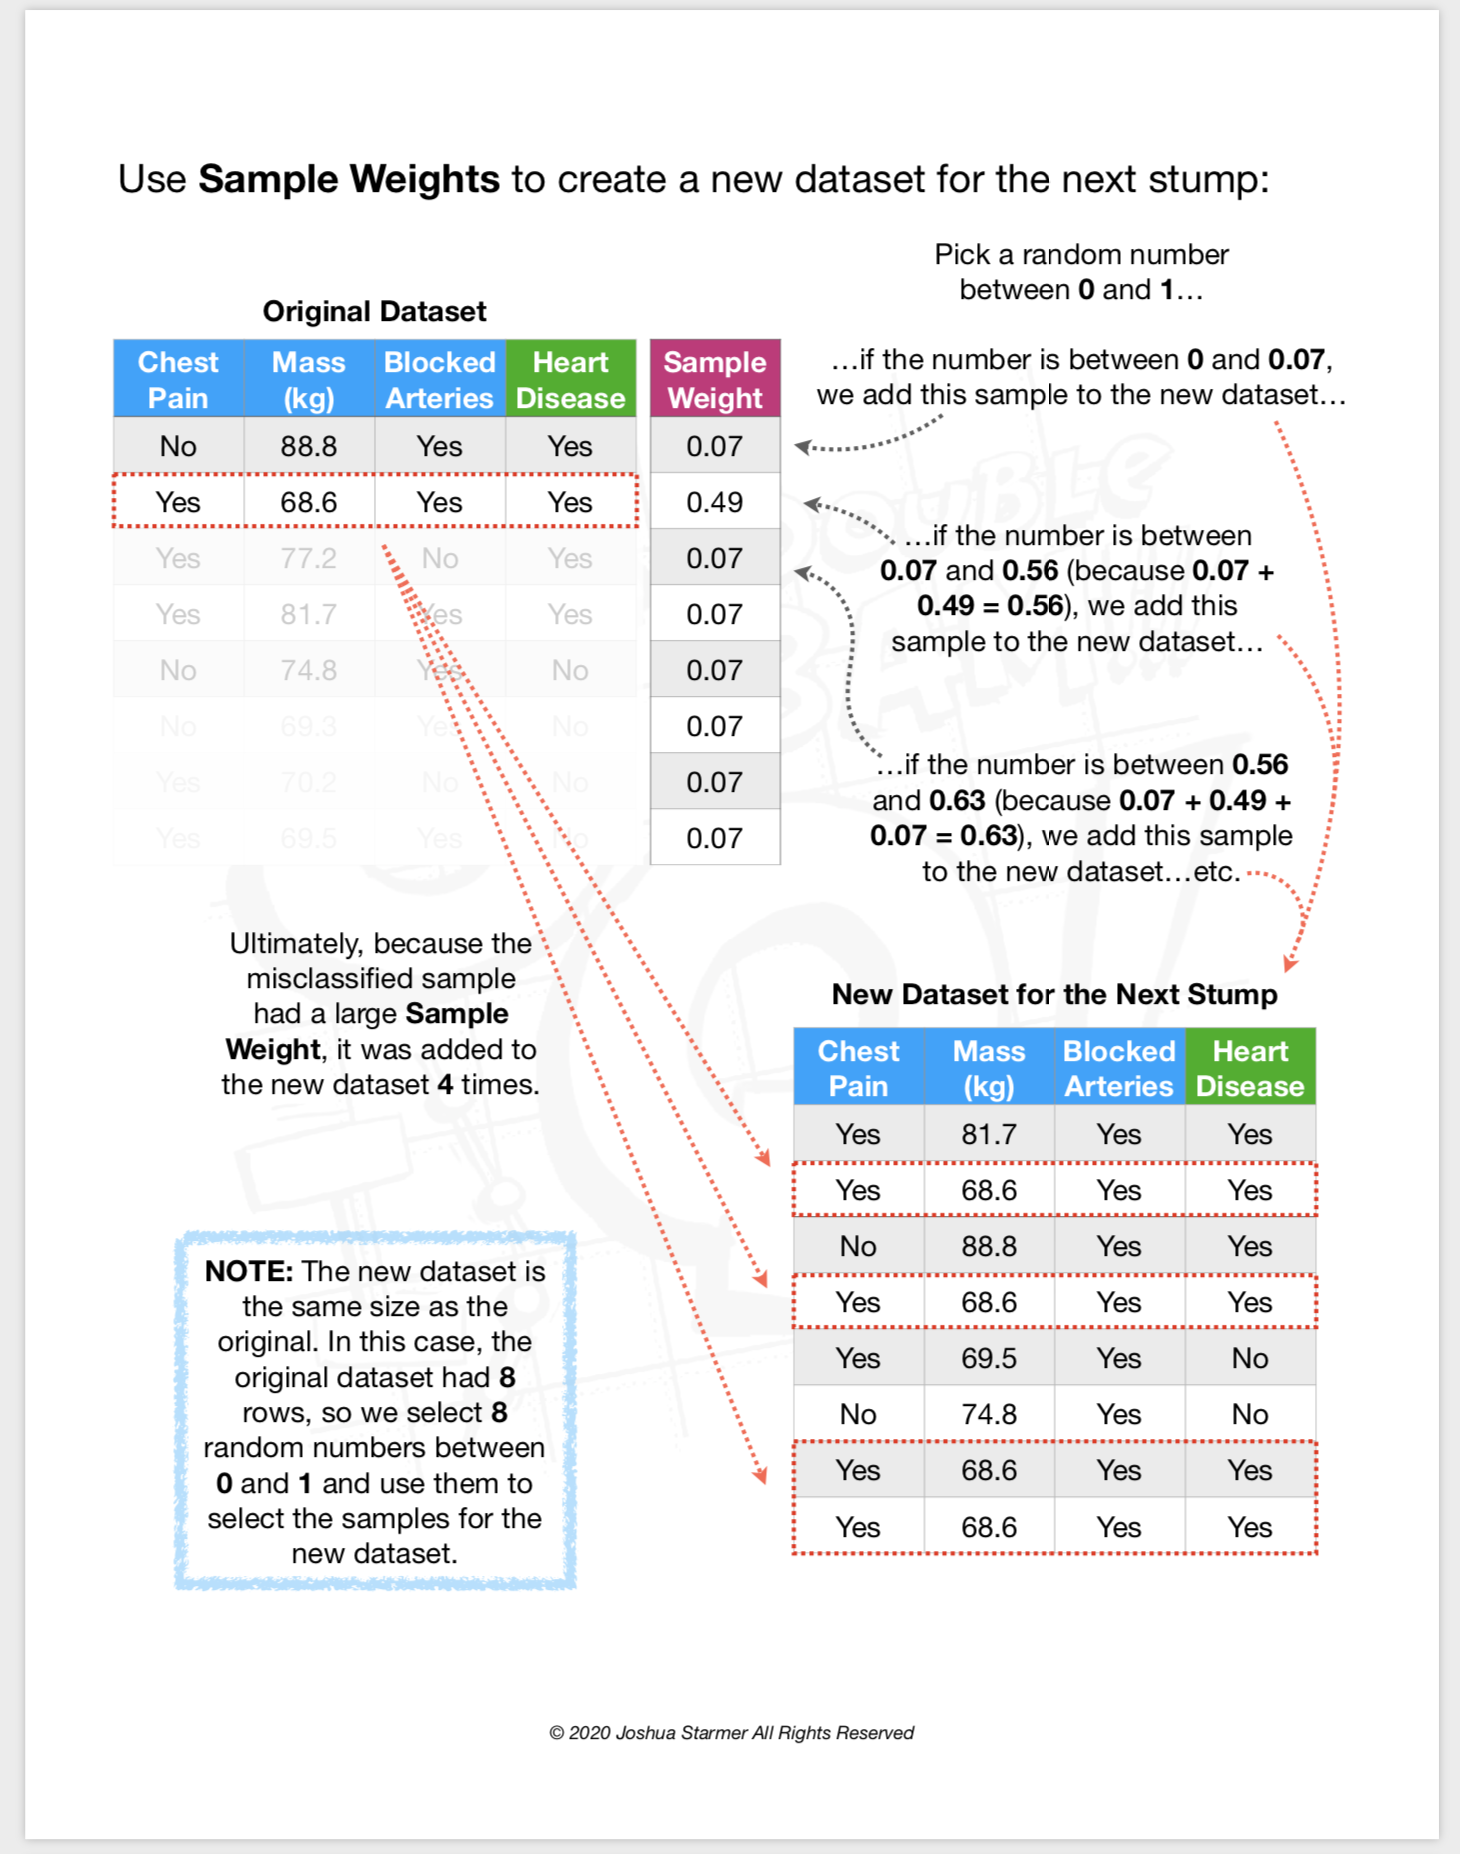 Use Sample Weights to create a new dataset for the next stump:
Pick a random number
between 0 and 1…
Original Dataset
Chest Pain Mass (kg) Blocked Arteries Heart Disease Sample Weight
No 88.8 Yes Yes 0.07
Yes 68.6 Yes Yes 0.49
Yes 77.2 No Yes 0.07
Yes 81.7 Yes Yes 0.07
No 74.8 Yes No 0.07
No 69.3 Yes No 0.07
Yes 70.2 No No 0.07
Yes 69.5 Yes No 0.07
…if the number is between 0 and 0.07,
we add this sample to the new dataset…
…if the number is between
0.07 and 0.56 (because 0.07 +
0.49 = 0.56), we add this
sample to the new dataset…
…if the number is between 0.56
and 0.63 (because 0.07 + 0.49 +
0.07 = 0.63), we add this sample
to the new dataset…etc.
Ultimately, because the
misclassified sample
had a large Sample
Weight, it was added to
the new dataset 4 times.
New Dataset for the Next Stump
Chest Pain Mass (kg) Blocked Arteries Heart Disease
Yes 81.7 Yes Yes
Yes 68.6 Yes Yes
No 88.8 Yes Yes
Yes 68.6 Yes Yes
Yes 69.5 Yes No
No 74.8 Yes No
Yes 68.6 Yes Yes
Yes 68.6 Yes Yes
NOTE: The new dataset is
the same size as the
original. In this case, the
original dataset had 8
rows, so we select 8
random numbers between
0 and 1 and use them to
select the samples for the
new dataset.
DOUBLE
BAM!!!
© 2020 Joshua Starmer All Rights Reserved